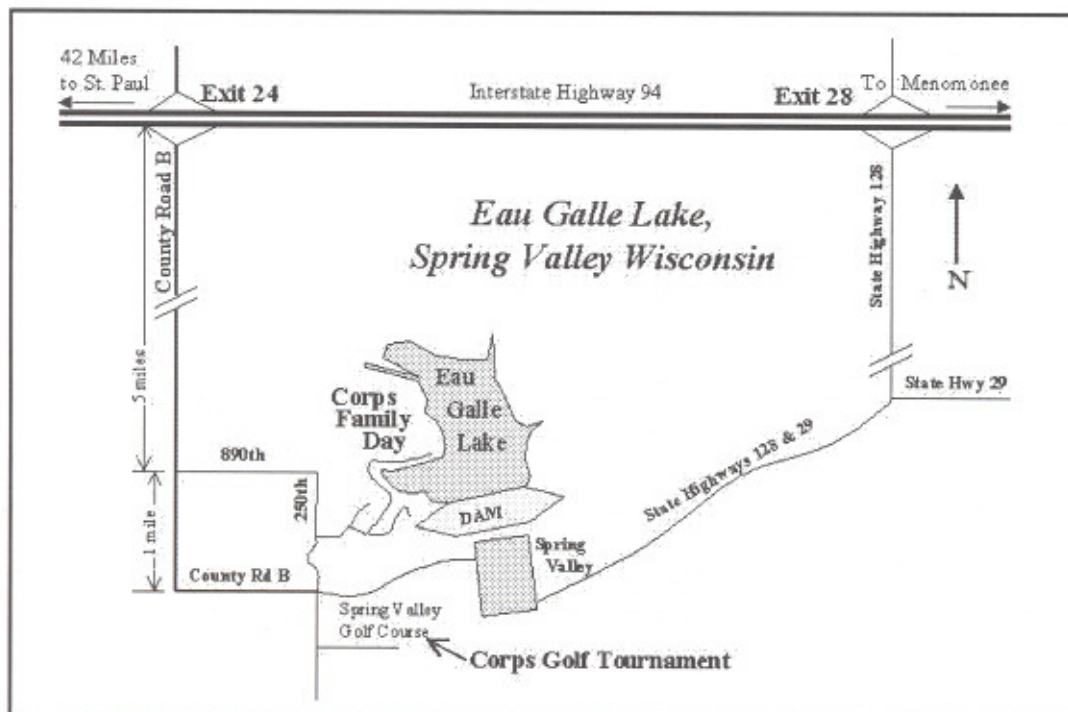 42 Miles
to St. Paul
Exit 24
Interstate Highway 94
Exit 28
To Menomonee
County Road B
State Highway 128
Eau Galle Lake,
Spring Valley Wisconsin
N
5 miles
Eau
Galle
Lake
Corps
Family
Day
State Hwy 29
State Highways 128 & 29
890th
250th
DAM
1 mile
Spring
Valley
County Rd B
Spring Valley
Golf Course
Corps Golf Tournament